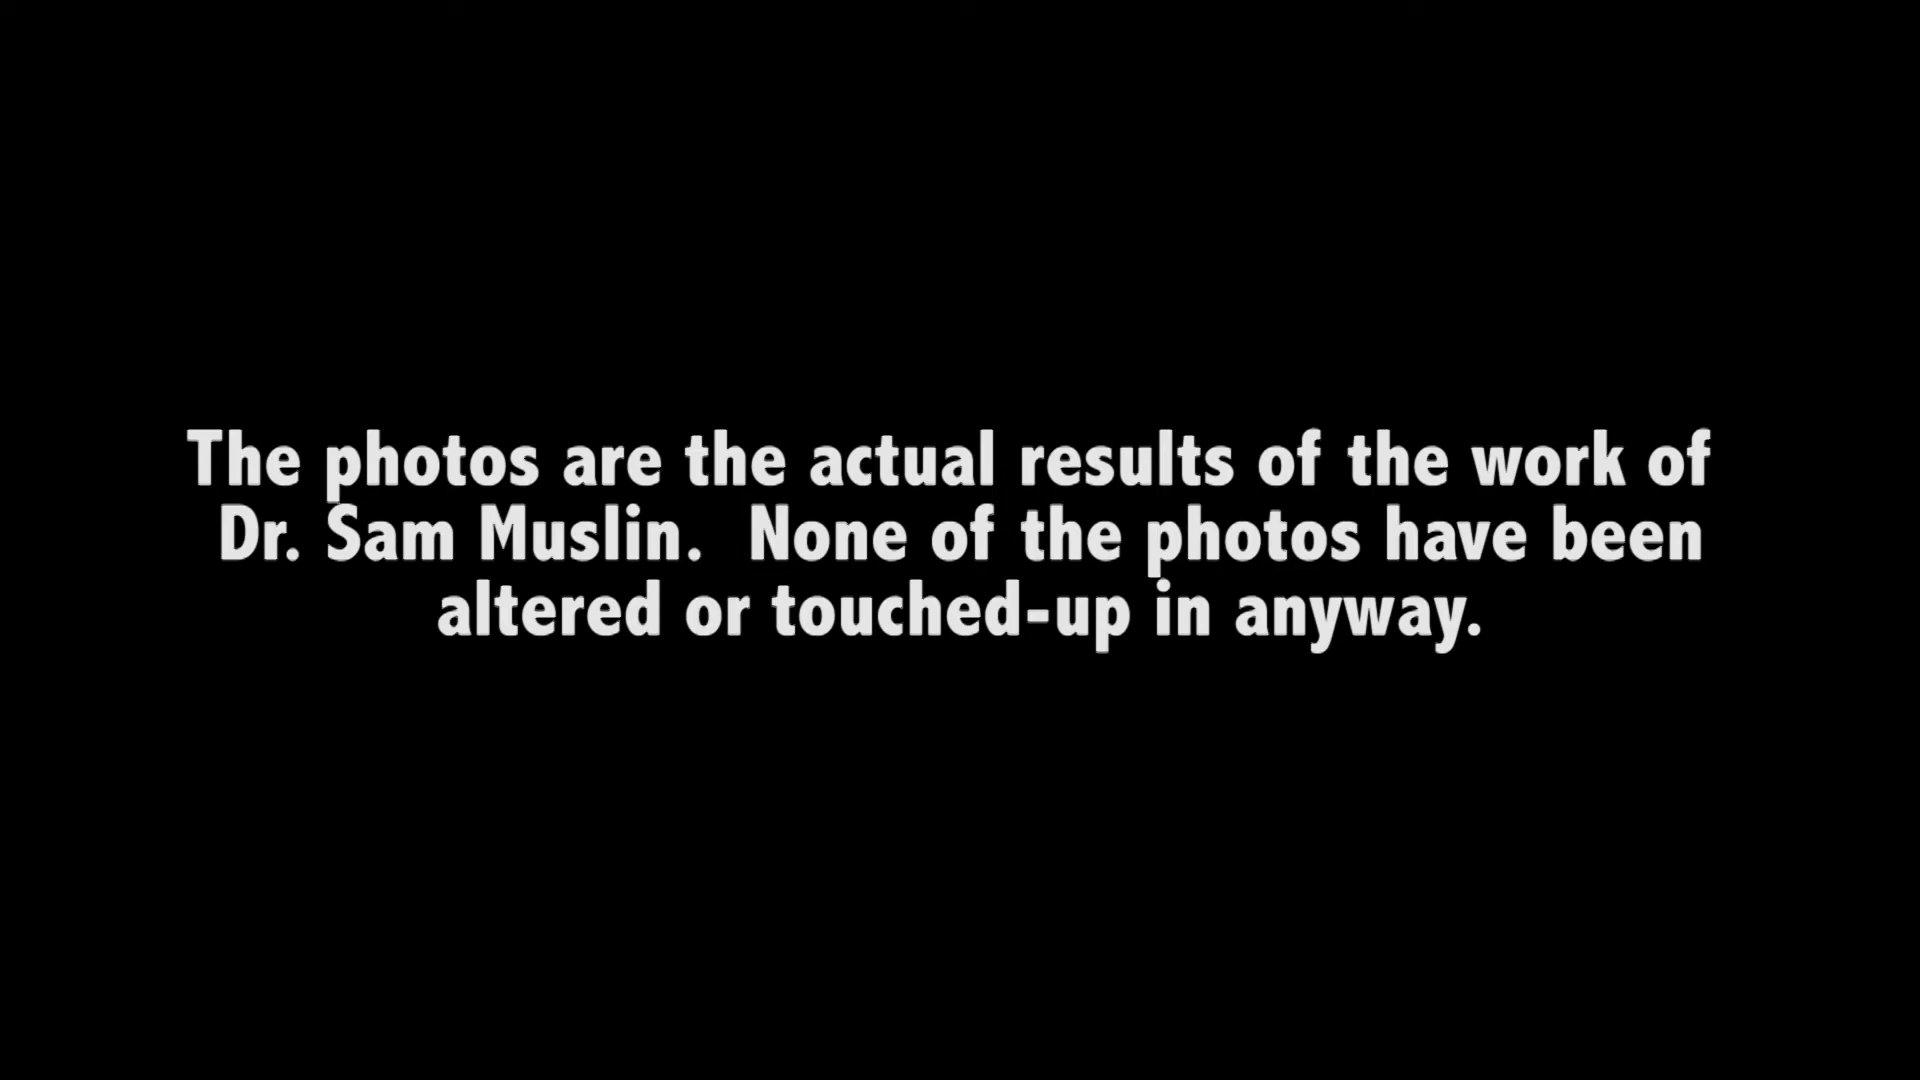 The photos are the actual results of the work of
Dr. Sam Muslin.  None of the photos have been
altered or touched-up in anyway.